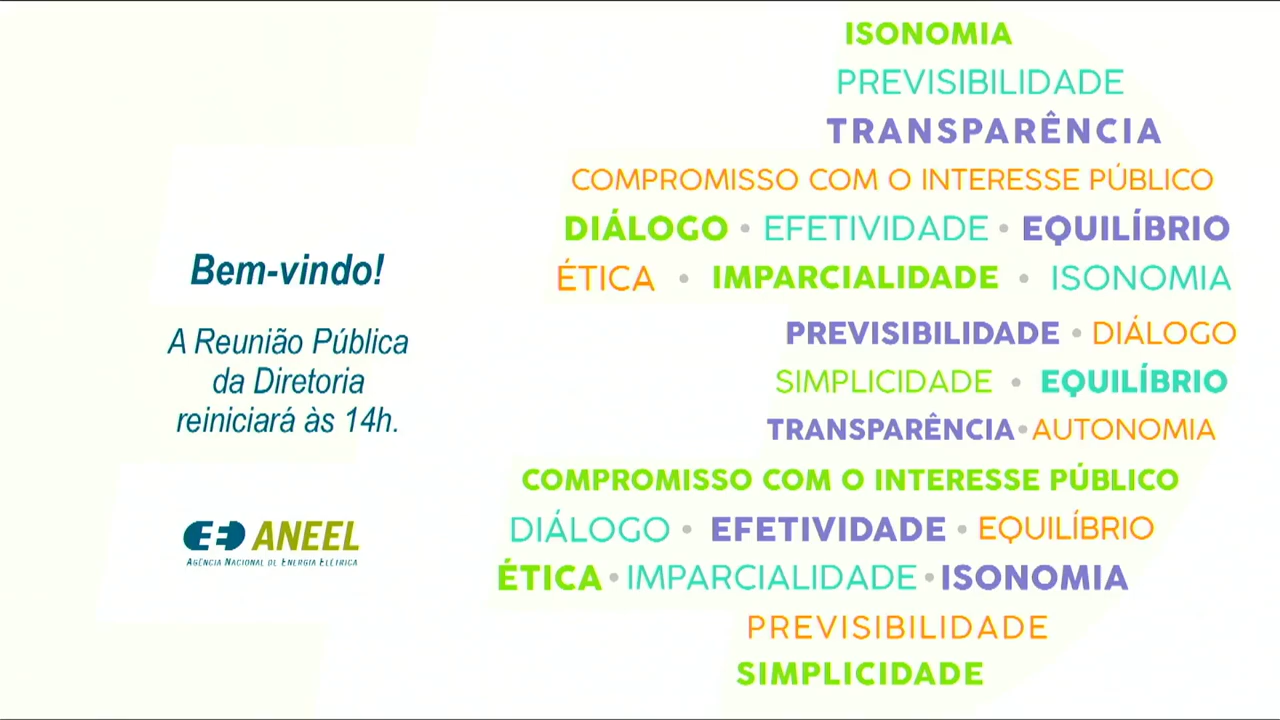 Bem-vindo!
A Reunião Pública
da Diretoria
reiniciará às 14h.
ANEEL
AGÊNCIA NACIONAL DE ENERGIA ELÉTRICA
ISONOMIA
PREVISIBILIDADE
TRANSPARÊNCIA
COMPROMISSO COM O INTERESSE PÚBLICO
DIÁLOGO • EFETIVIDADE • EQUILÍBRIO
ÉTICA • IMPARCIALIDADE • ISONOMIA
PREVISIBILIDADE • DIÁLOGO
SIMPLICIDADE • EQUILÍBRIO
TRANSPARÊNCIA • AUTONOMIA
COMPROMISSO COM O INTERESSE PÚBLICO
DIÁLOGO • EFETIVIDADE • EQUILÍBRIO
ÉTICA • IMPARCIALIDADE • ISONOMIA
PREVISIBILIDADE
SIMPLICIDADE